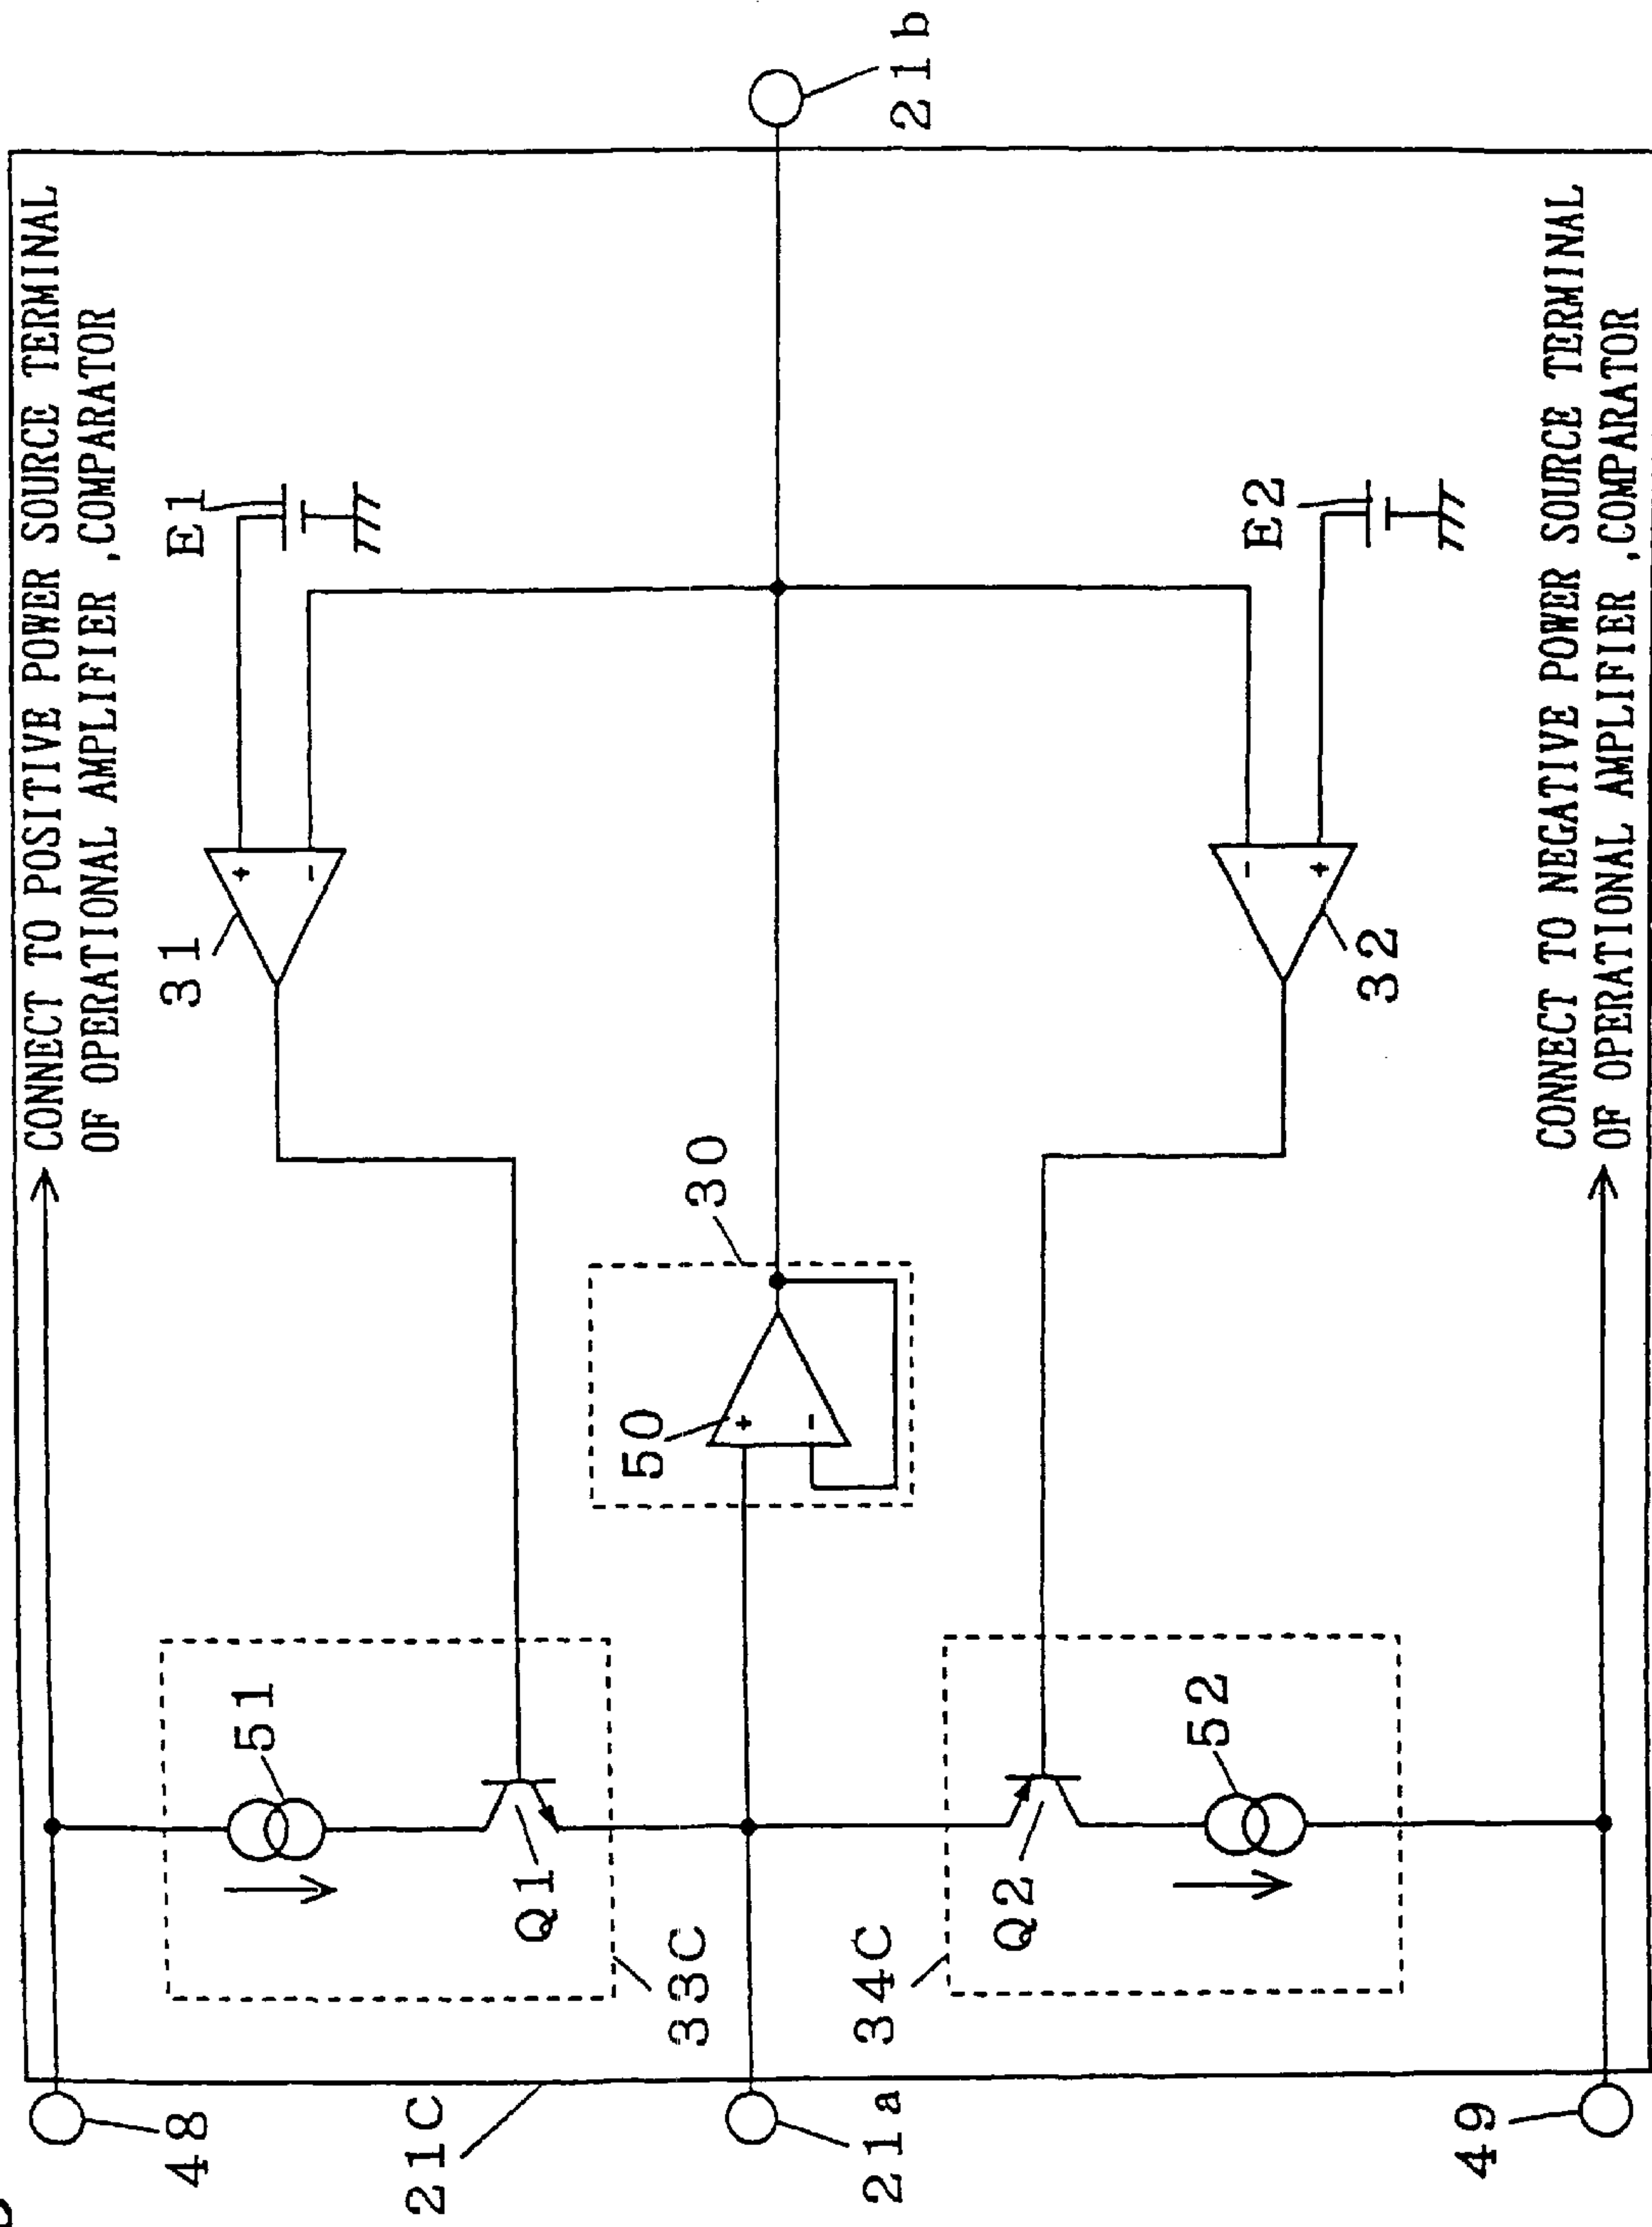 CONNECT TO POSITIVE POWER SOURCE TERMINAL
OF OPERATIONAL AMPLIFIER ,COMPARATOR
48
E1
+
-
31
51
Q1
33C
21C
30
50
+
-
21a
21b
34C
Q2
52
-
+
32
E2
49
CONNECT TO NEGATIVE POWER SOURCE TERMINAL
OF OPERATIONAL AMPLIFIER ,COMPARATOR